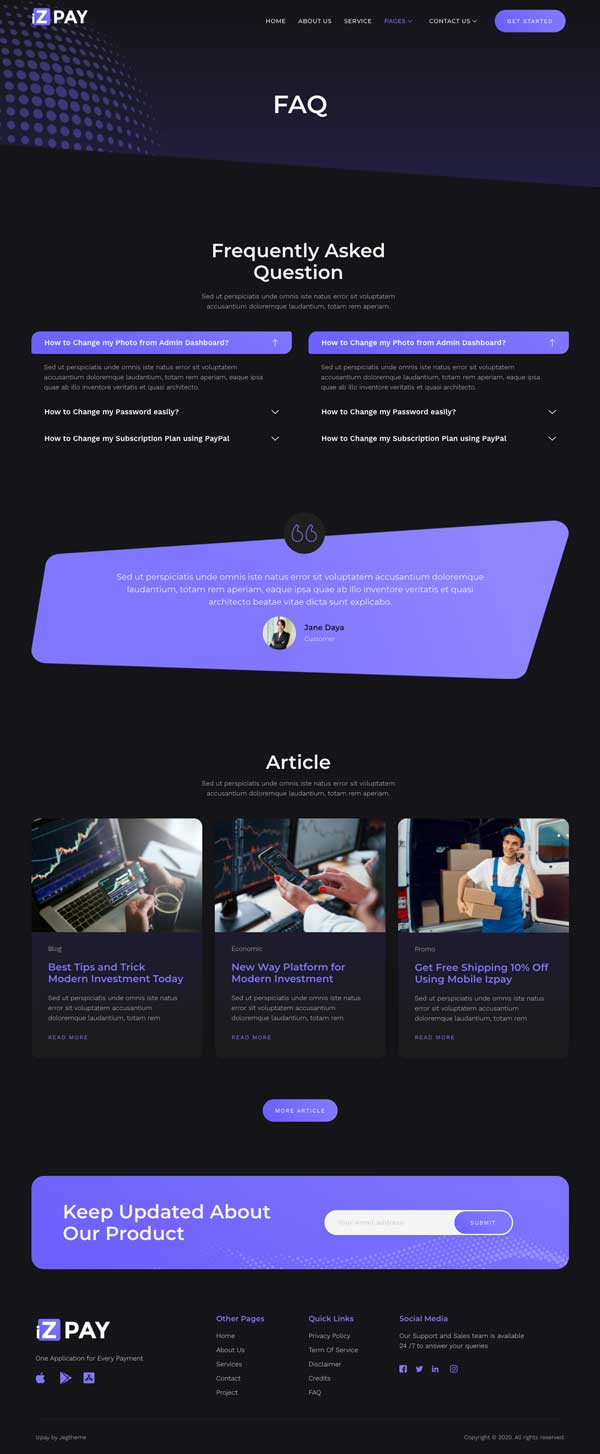 iZ PAY
HOME ABOUT US SERVICE PAGES CONTACT US GET STARTED
FAQ
Frequently Asked
Question
Sed ut perspiciatis unde omnis iste natus error sit voluptatem
accusantium doloremque laudantium, totam rem aperiam.
How to Change my Photo from Admin Dashboard?
Sed ut perspiciatis unde omnis iste natus error sit voluptatem
accusantium doloremque laudantium, totam rem aperiam, eaque ipsa
quae ab illo inventore veritatis et quasi architecto.
How to Change my Password easily?
How to Change my Subscription Plan using PayPal
How to Change my Photo from Admin Dashboard?
Sed ut perspiciatis unde omnis iste natus error sit voluptatem
accusantium doloremque laudantium, totam rem aperiam, eaque ipsa
quae ab illo inventore veritatis et quasi architecto.
How to Change my Password easily?
How to Change my Subscription Plan using PayPal
Sed ut perspiciatis unde omnis iste natus error sit voluptatem accusantium doloremque
laudantium, totam rem aperiam, eaque ipsa quae ab illo inventore veritatis et quasi
architecto beatae vitae dicta sunt explicabo.
Jane Daya
Customer
Article
Sed ut perspiciatis unde omnis iste natus error sit voluptatem
accusantium doloremque laudantium, totam rem aperiam.
Blog
Best Tips and Trick
Modern Investment Today
Sed ut perspiciatis unde omnis iste natus
error sit voluptatem accusantium
doloremque laudantium, totam rem
READ MORE
Economic
New Way Platform for
Modern Investment
Sed ut perspiciatis unde omnis iste natus
error sit voluptatem accusantium
doloremque laudantium, totam rem
READ MORE
Promo
Get Free Shipping 10% Off
Using Mobile Izpay
Sed ut perspiciatis unde omnis iste natus
error sit voluptatem accusantium
doloremque laudantium, totam rem
READ MORE
MORE ARTICLE
Keep Updated About
Our Product
Your email address
SUBMIT
iZ PAY
One Application for Every Payment
Other Pages
Home
About Us
Services
Contact
Project
Quick Links
Privacy Policy
Term Of Service
Disclaimer
Credits
FAQ
Social Media
Our Support and Sales team is available
24 /7 to answer your queries
Izpay by Jegtheme
Copyright © 2020. All rights reserved.